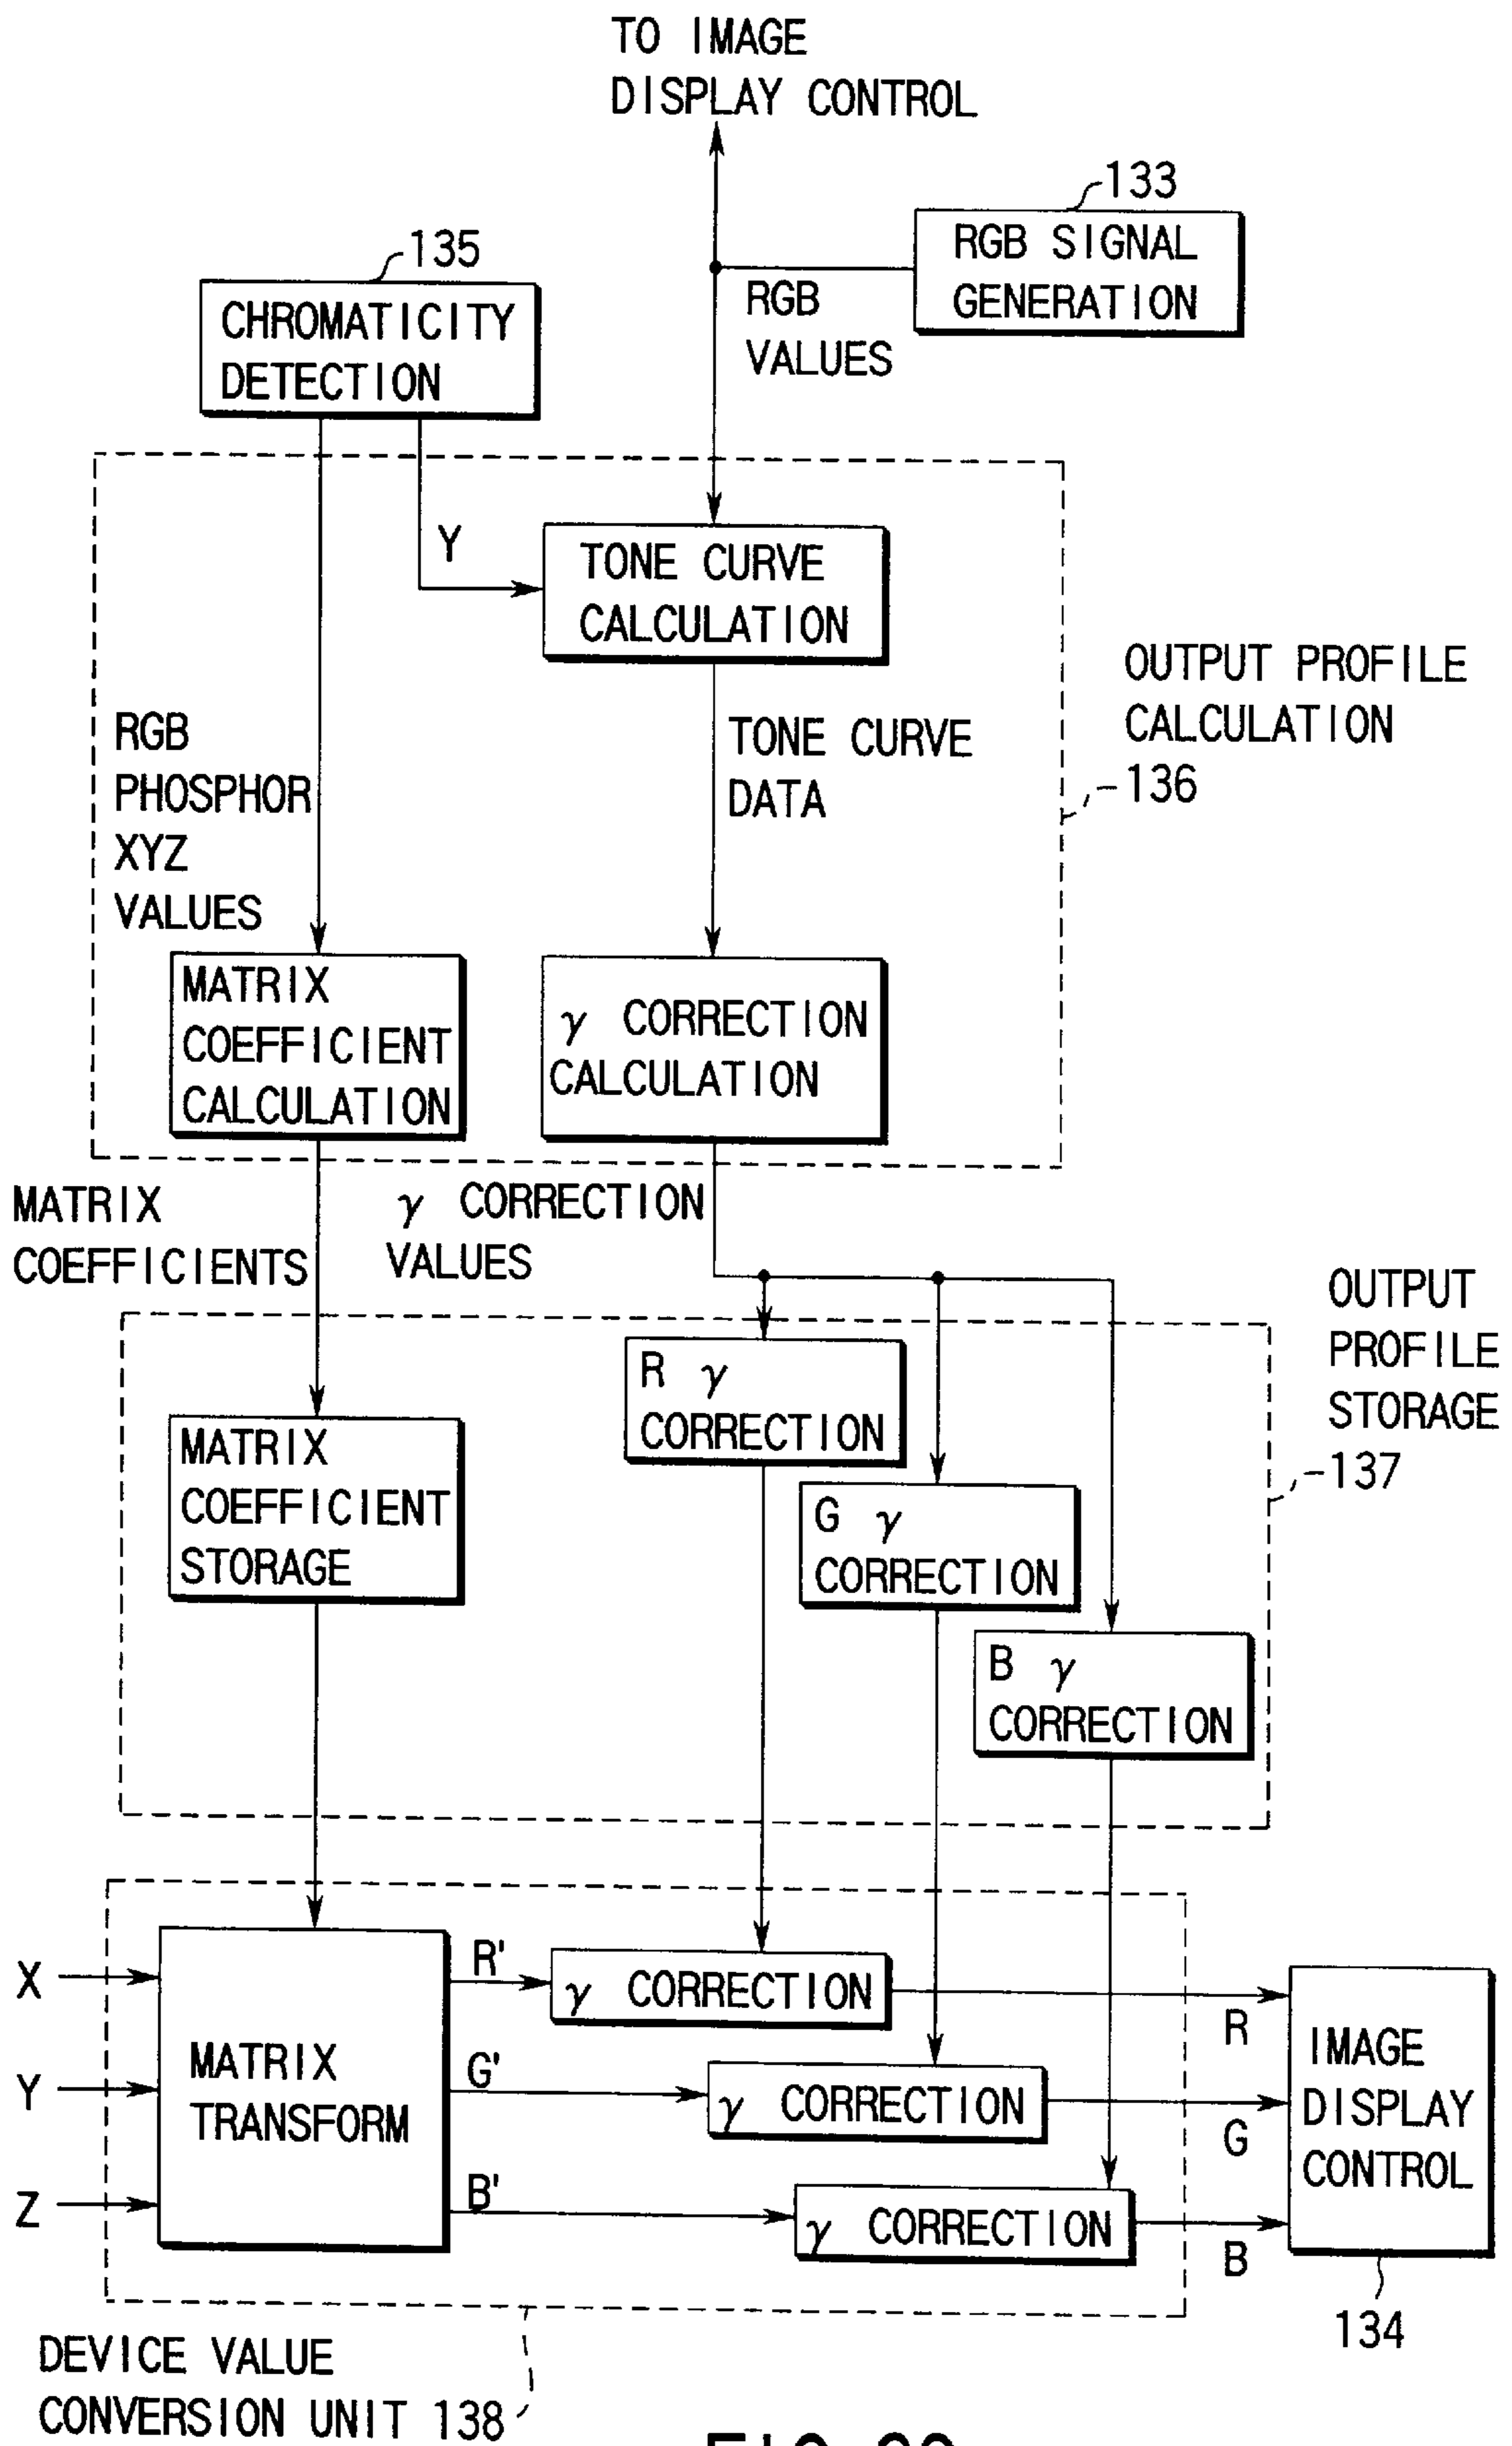 TO IMAGE
DISPLAY CONTROL
133
RGB SIGNAL
GENERATION
135
CHROMATICITY
DETECTION
RGB
VALUES
Y
TONE CURVE
CALCULATION
OUTPUT PROFILE
CALCULATION
136
RGB
PHOSPHOR
XYZ
VALUES
TONE CURVE
DATA
MATRIX
COEFFICIENT
CALCULATION
γ CORRECTION
CALCULATION
MATRIX
COEFFICIENTS
γ CORRECTION
VALUES
OUTPUT
PROFILE
STORAGE
137
R γ
CORRECTION
MATRIX
COEFFICIENT
STORAGE
G γ
CORRECTION
B γ
CORRECTION
X
Y
Z
MATRIX
TRANSFORM
R'
G'
B'
γ CORRECTION
γ CORRECTION
γ CORRECTION
R
G
B
IMAGE
DISPLAY
CONTROL
134
DEVICE VALUE
CONVERSION UNIT 138